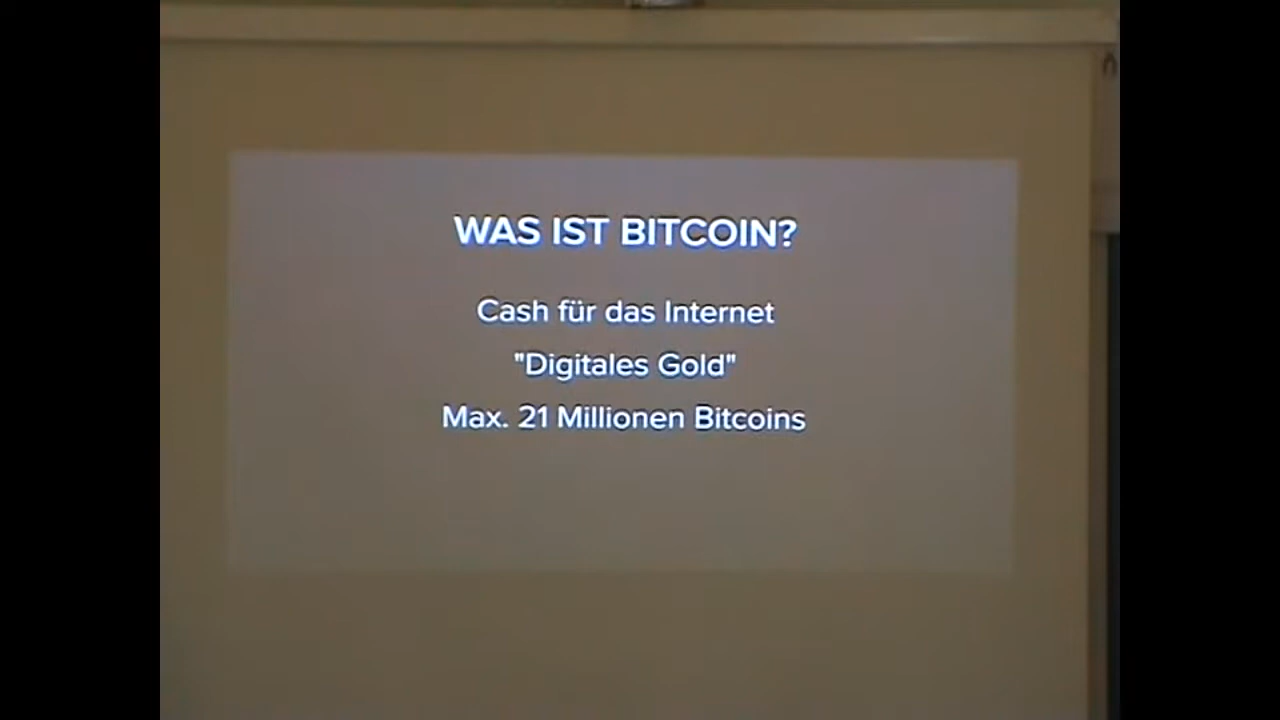 WAS IST BITCOIN?
Cash für das Internet
"Digitales Gold"
Max. 21 Millionen Bitcoins